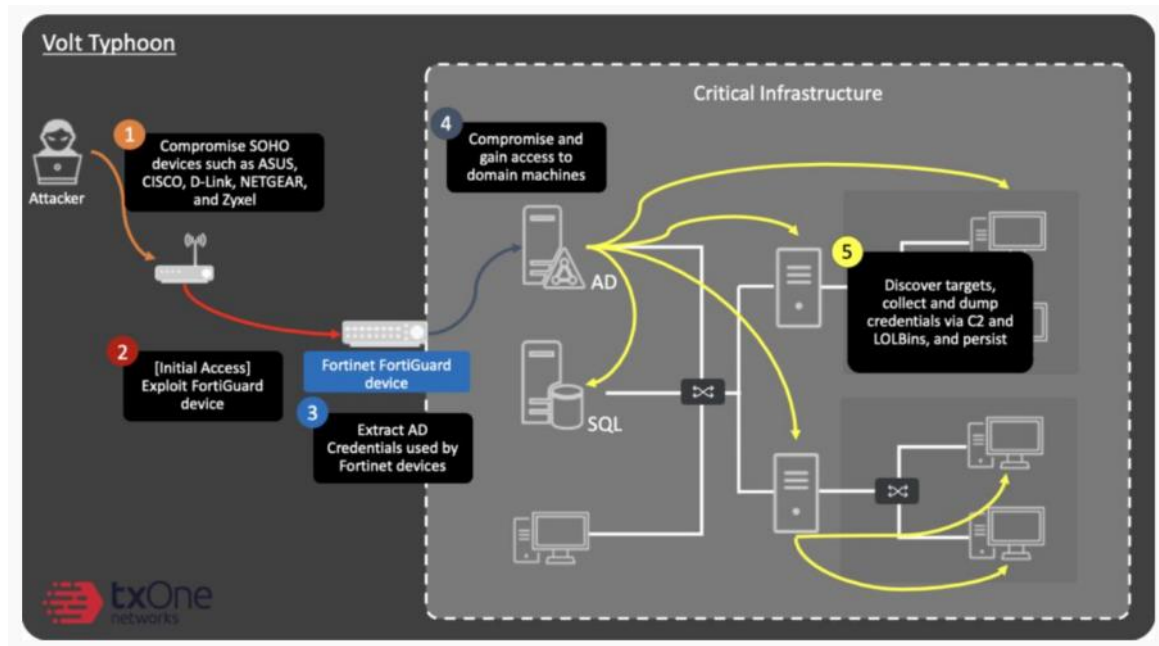 Volt Typhoon
Critical Infrastructure
Attacker
1
Compromise SOHO
devices such as ASUS,
CISCO, D-Link, NETGEAR,
and Zyxel
2
[Initial Access]
Exploit FortiGuard
device
Fortinet FortiGuard
device
3
Extract AD
Credentials used by
Fortinet devices
4
Compromise and
gain access to
domain machines
AD
SQL
5
Discover targets,
collect and dump
credentials via C2 and
LOLBins, and persist
txOne
networks